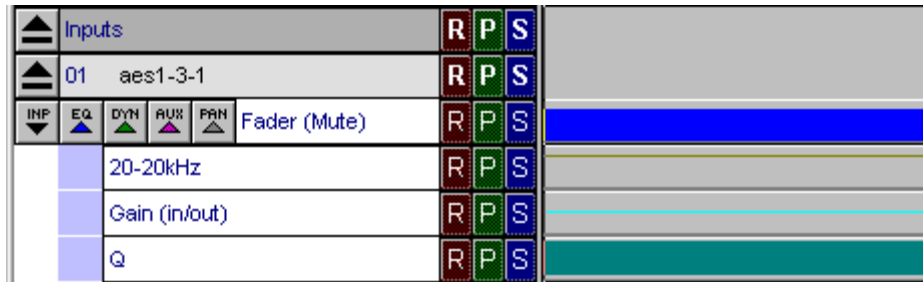 Inputs R P S
01 aes1-3-1 R P S
INP EQ DYN AUX PAN Fader (Mute) R P S
20-20kHz R P S
Gain (in/out) R P S
Q R P S